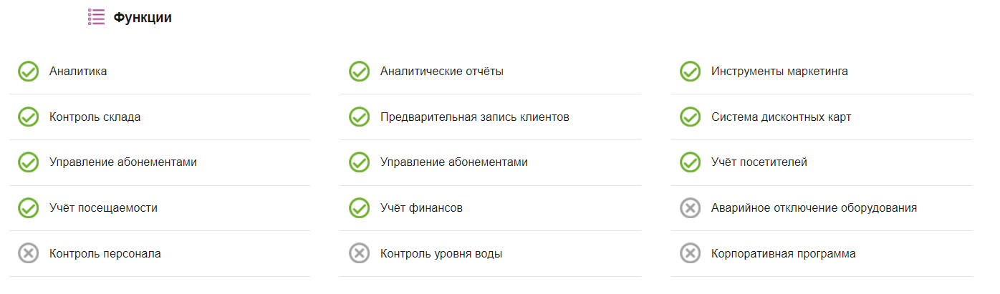 Функции
Аналитика
Аналитические отчёты
Инструменты маркетинга
Контроль склада
Предварительная запись клиентов
Система дисконтных карт
Управление абонементами
Управление абонементами
Учёт посетителей
Учёт посещаемости
Учёт финансов
Аварийное отключение оборудования
Контроль персонала
Контроль уровня воды
Корпоративная программа